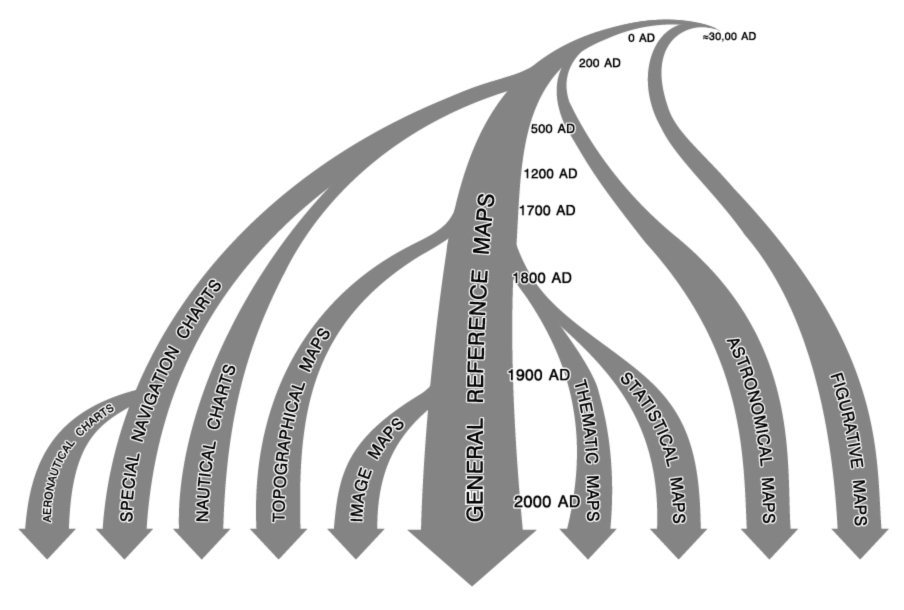 0 AD
≈30,00 AD
200 AD
500 AD
1200 AD
1700 AD
1800 AD
1900 AD
2000 AD
AERONAUTICAL CHARTS
SPECIAL NAVIGATION CHARTS
NAUTICAL CHARTS
TOPOGRAPHICAL MAPS
IMAGE MAPS
GENERAL REFERENCE MAPS
THEMATIC MAPS
STATISTICAL MAPS
ASTRONOMICAL MAPS
FIGURATIVE MAPS